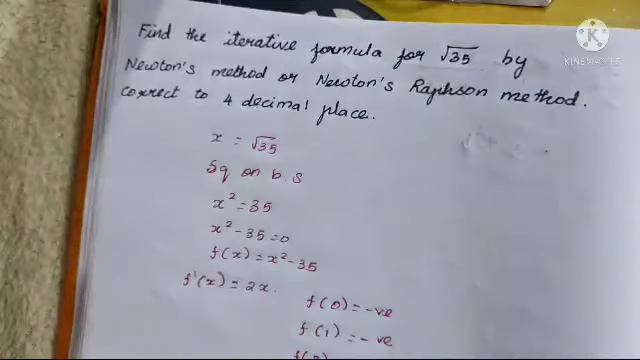 Find the iterative formula for √35 by
Newton's method or Newton's Raphson method.
correct to 4 decimal place.
x = √35
Sq on b.s
x² = 35
x² - 35 = 0
f(x) = x² - 35
f'(x) = 2x.
f(0) = -ve
f(1) = -ve
KINEMASTER